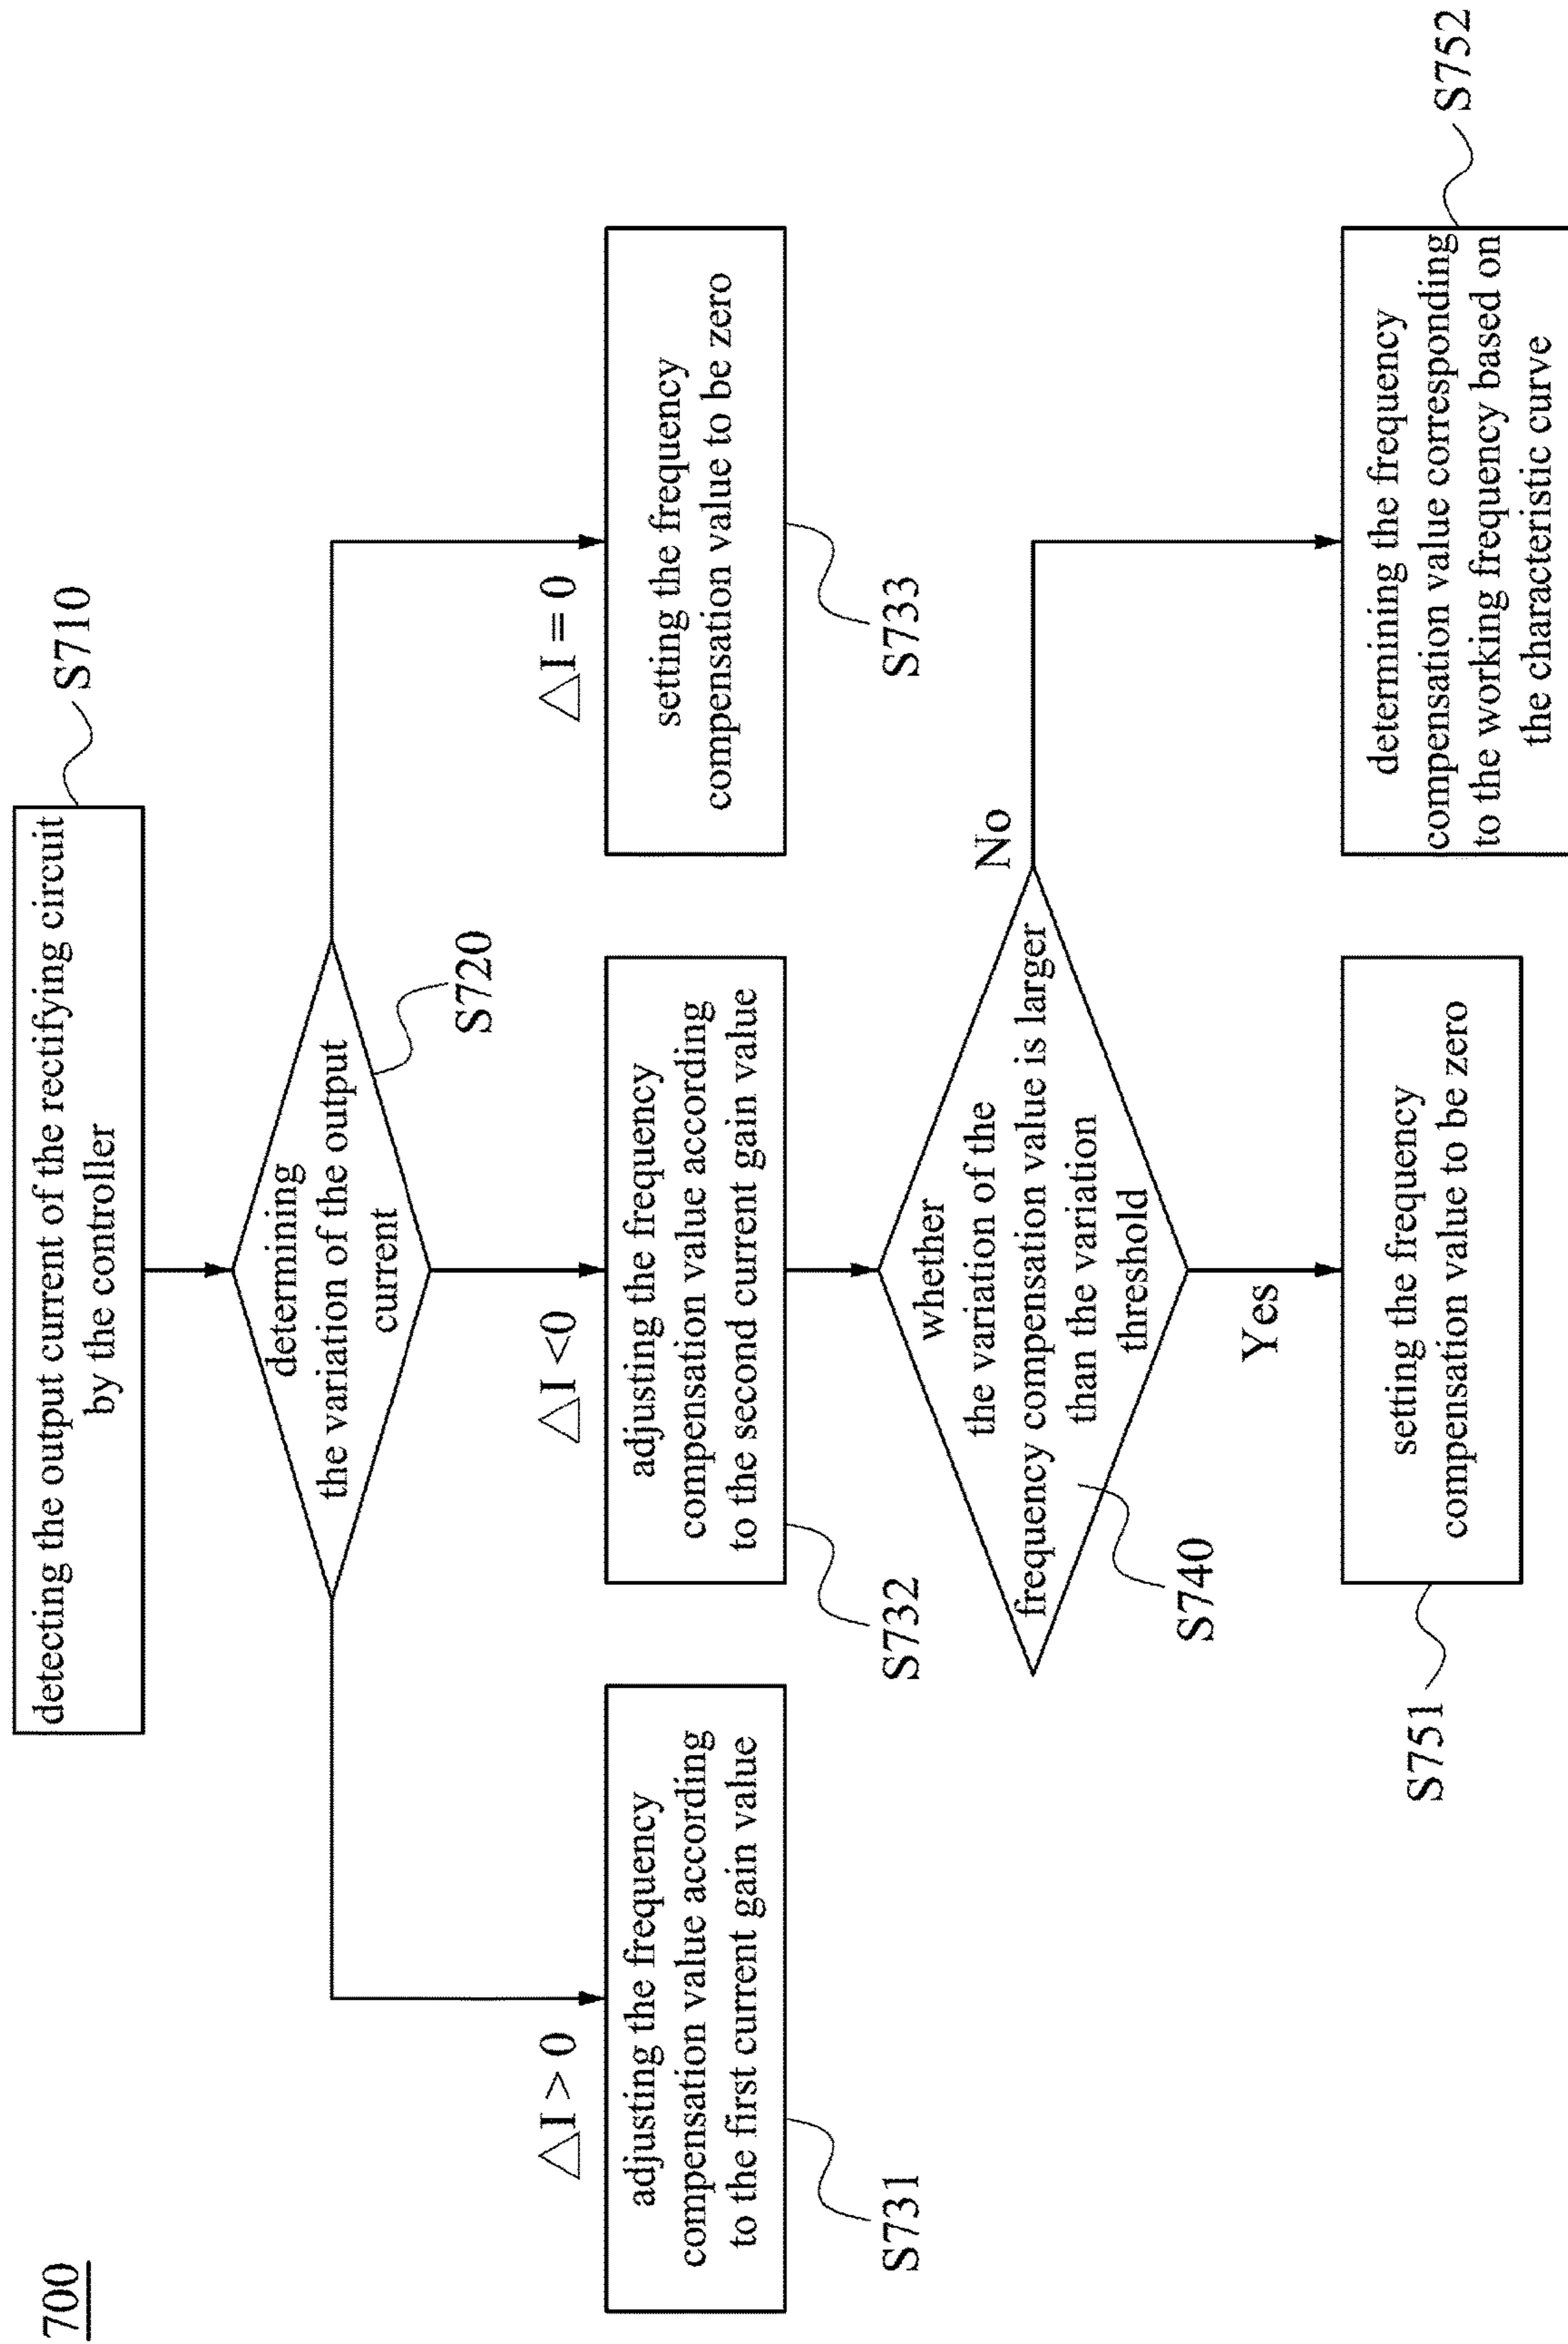 700
detecting the output current of the rectifying circuit
by the controller
S710
determining
the variation of the output
current
S720
△I > 0
△I <0
△I = 0
adjusting the frequency
compensation value according
to the first current gain value
S731
adjusting the frequency
compensation value according
to the second current gain value
S732
setting the frequency
compensation value to be zero
S733
whether
the variation of the
frequency compensation value is larger
than the variation
threshold
S740
No
Yes
setting the frequency
compensation value to be zero
S751
determining the frequency
compensation value corresponding
to the working frequency based on
the characteristic curve
S752